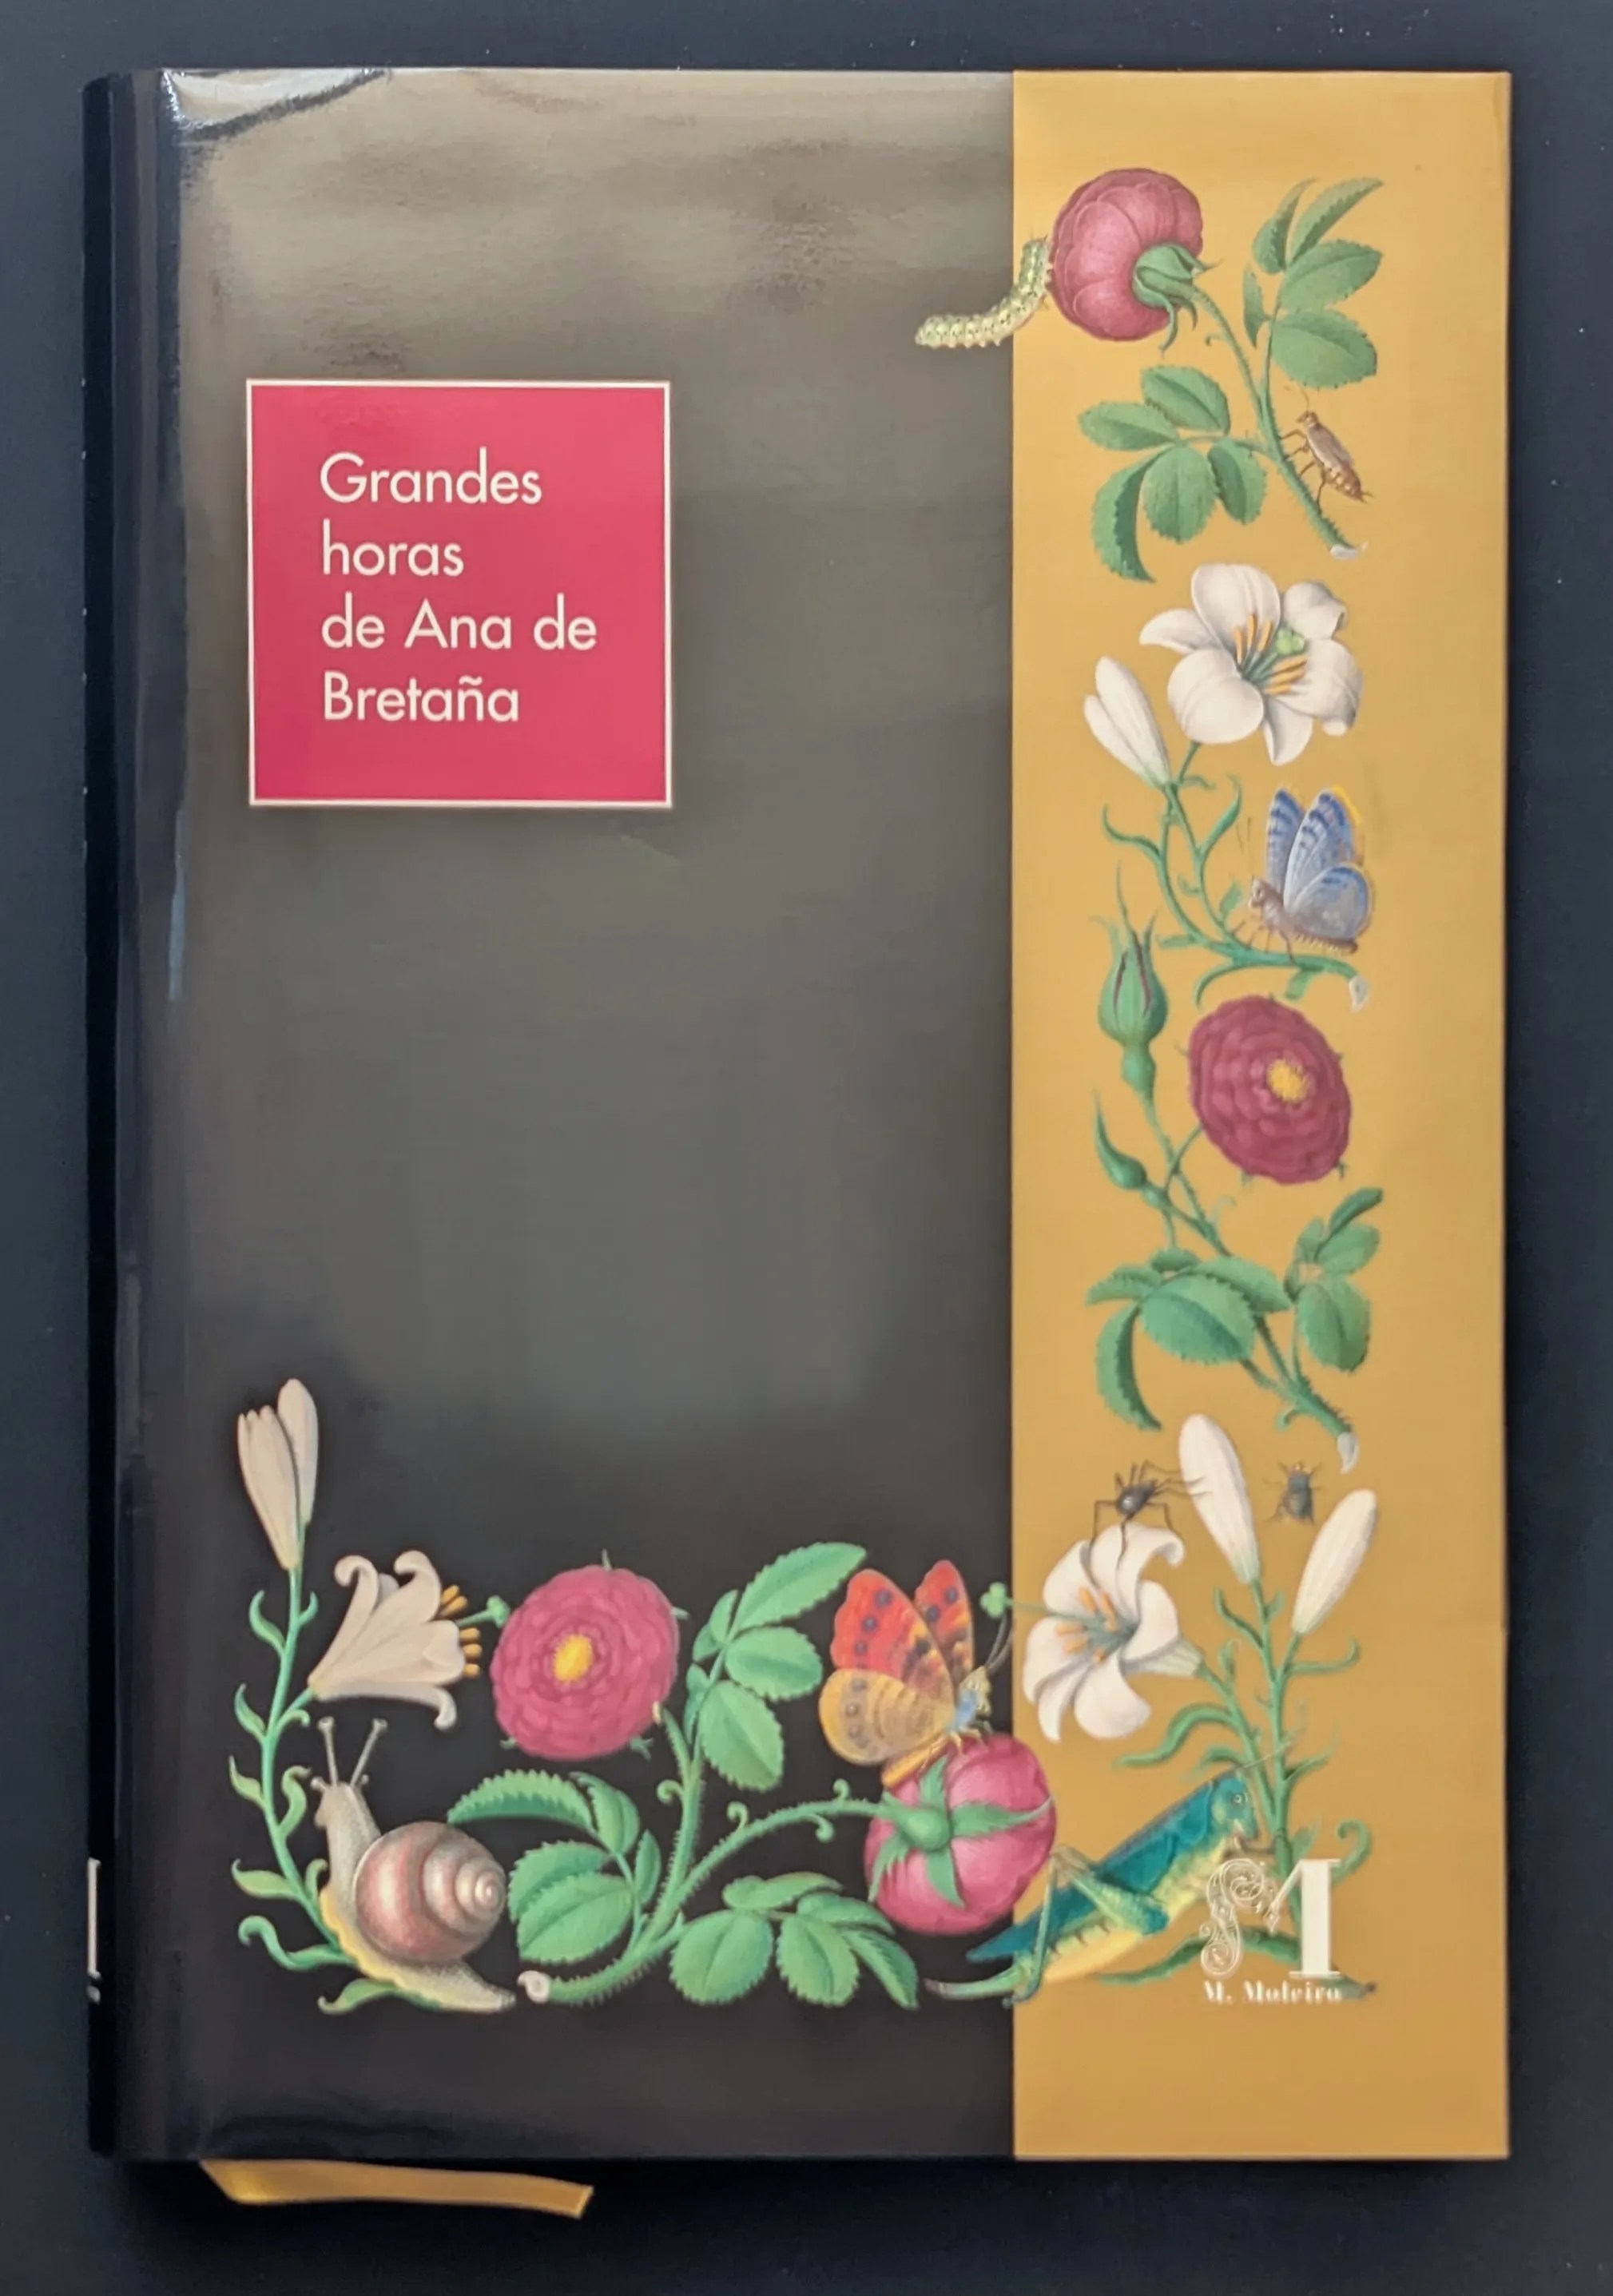 Grandes
horas
de Ana de
Bretaña
M
M. Moleiro